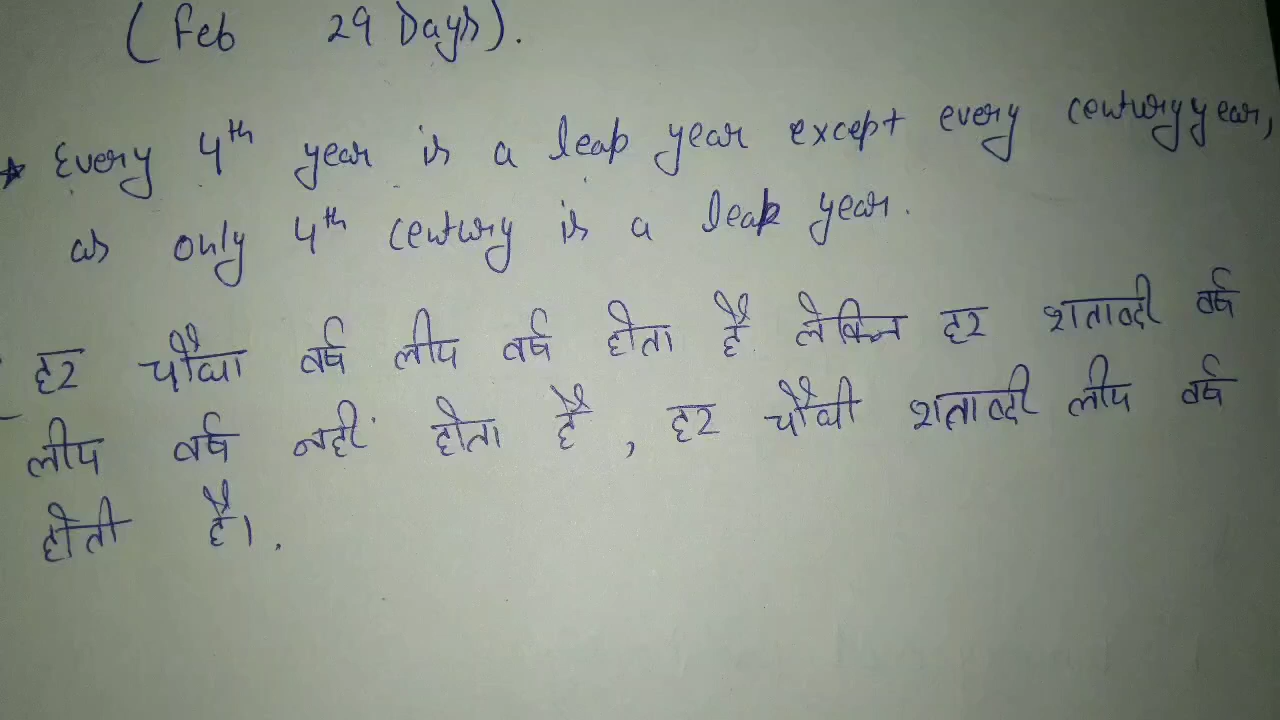 (Feb 29 Days).
★ Every 4th year is a leap year except every century year,
as only 4th century is a leap year.
हर चौथा वर्ष लीप वर्ष होता है लेकिन हर शताब्दी वर्ष
लीप वर्ष नहीं होता है, हर चौथी शताब्दी लीप वर्ष
होती है।.